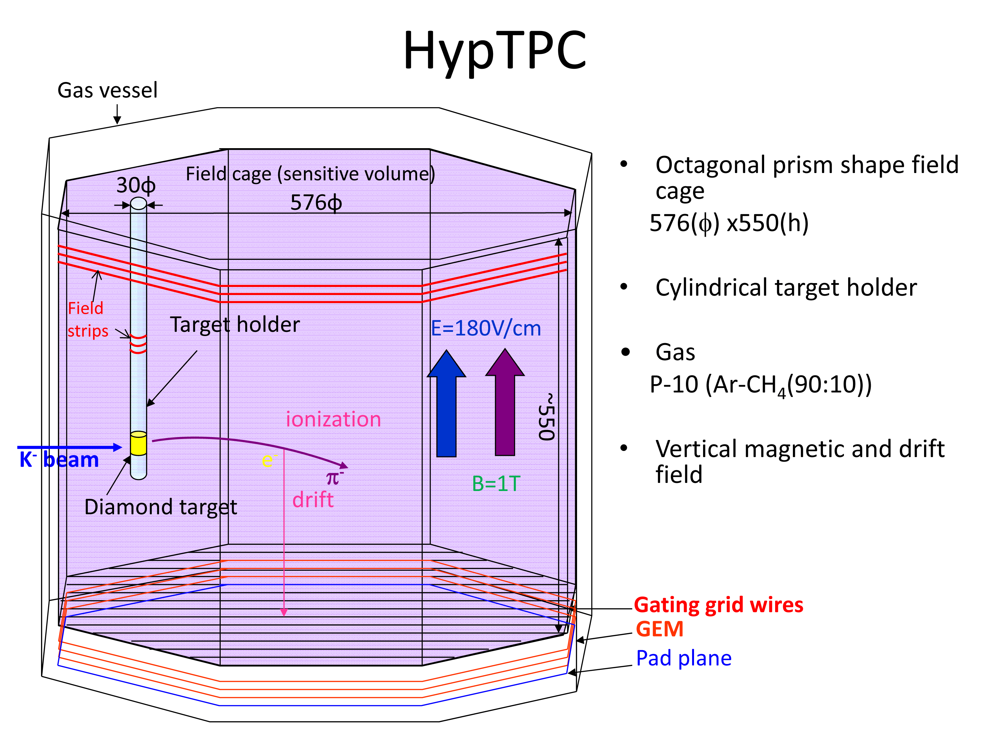 HypTPC
Gas vessel
Field cage (sensitive volume)
30ϕ
576ϕ
Field
strips
Target holder
E=180V/cm
~550
ionization
K⁻ beam
e⁻
π⁻
B=1T
drift
Diamond target
• Octagonal prism shape field
cage
576(ϕ) x550(h)
• Cylindrical target holder
• Gas
P-10 (Ar-CH₄(90:10))
• Vertical magnetic and drift
field
Gating grid wires
GEM
Pad plane